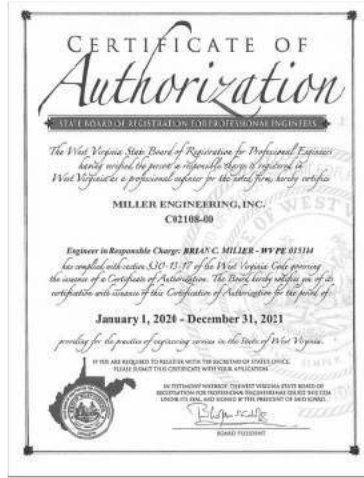 CERTIFICATE OF
Authorization
STATE BOARD OF REGISTRATION FOR PROFESSIONAL ENGINEERS
The West Virginia State Board of Registration for Professional Engineers
having verified the person in responsible charge is registered in
West Virginia as a professional engineer for the noted firm, hereby certifies
MILLER ENGINEERING, INC.
C02108-00
Engineer in Responsible Charge: BRIAN C. MILLER - WV PE
has complied with section §30-13-17 of the West Virginia Code governing
the issuance of a Certificate of Authorization. The Board hereby notifies you of its
certification with issuance of this Certification of Authorization for the period of:
January 1, 2020 - December 31, 2021
providing for the practice of engineering services in the State of West Virginia.
IF YOU ARE REQUIRED TO REGISTER WITH THE SECRETARY OF STATE'S OFFICE,
PLEASE SUBMIT THIS CERTIFICATE WITH YOUR APPLICATION.
IN TESTIMONY WHEREOF, THE WEST VIRGINIA STATE BOARD OF
REGISTRATION FOR PROFESSIONAL ENGINEERS HAS ISSUED THIS COA
UNDER ITS SEAL, AND SIGNED BY THE PRESIDENT OF SAID BOARD.
BOARD PRESIDENT